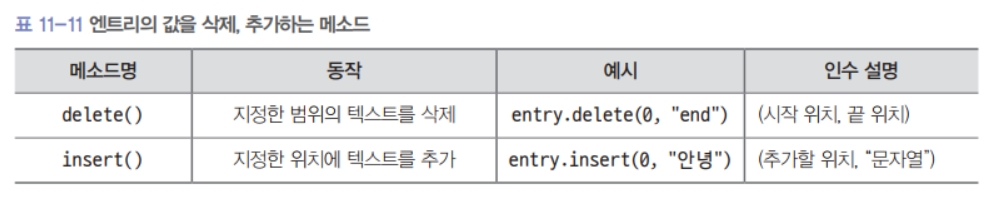 표 11-11 엔트리의 값을 삭제, 추가하는 메소드
메소드명 동작 예시 인수 설명
delete() 지정한 범위의 텍스트를 삭제 entry.delete(0, "end") (시작 위치, 끝 위치)
insert() 지정한 위치에 텍스트를 추가 entry.insert(0, "안녕") (추가할 위치, “문자열”)